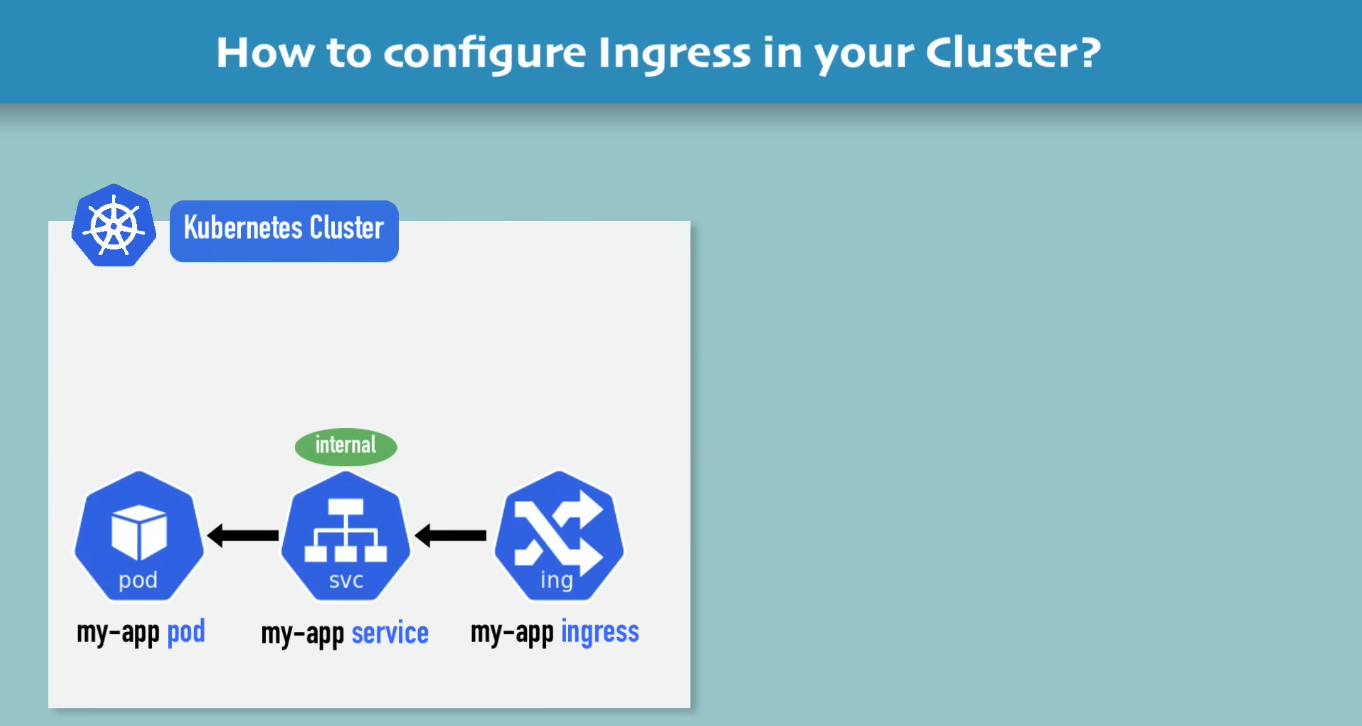 How to configure Ingress in your Cluster?
Kubernetes Cluster
internal
pod
svc
ing
my-app pod
my-app service
my-app ingress